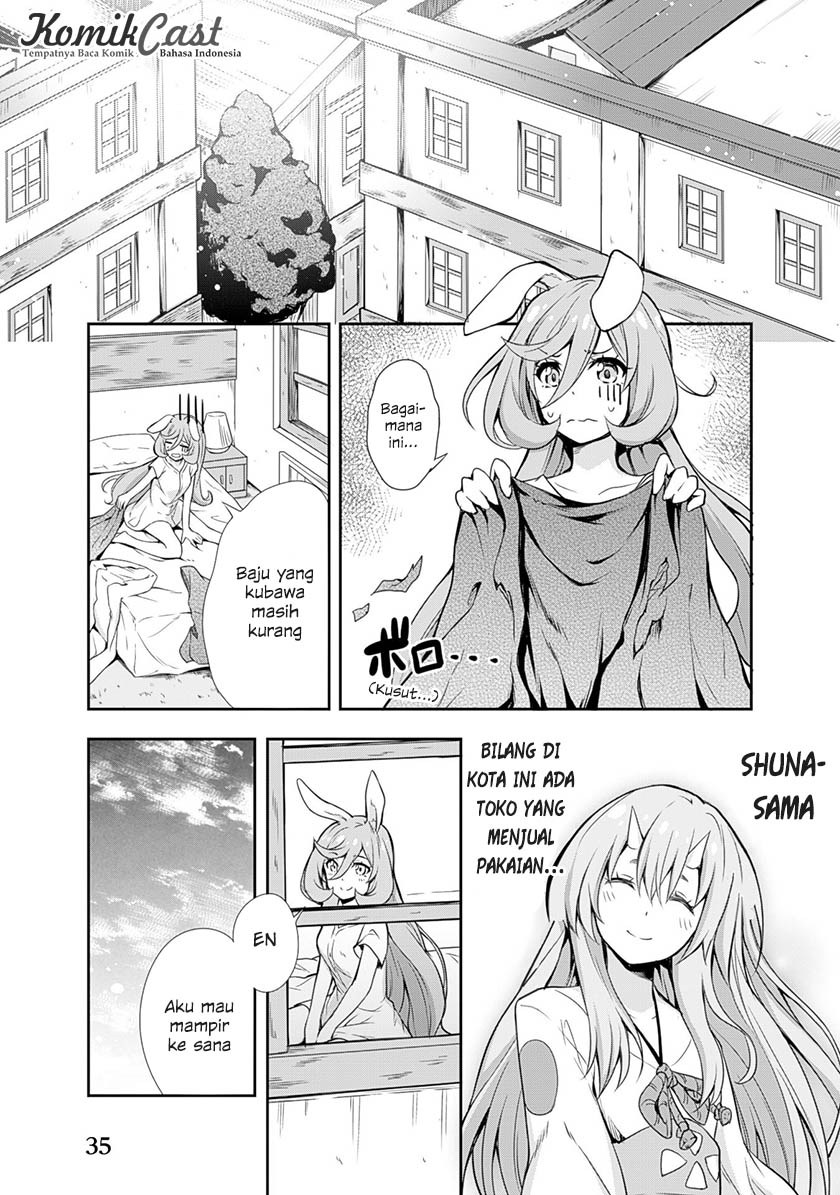 KomikCast
Tempatnya Baca Komik Bahasa Indonesia
Bagai-
mana
ini...
ボロ...
(Kusut...)
Baju yang
kubawa
masih
kurang
SHUNA-
SAMA
BILANG DI
KOTA INI ADA
TOKO YANG
MENJUAL
PAKAIAN...
EN
Aku mau
mampir
ke sana
35